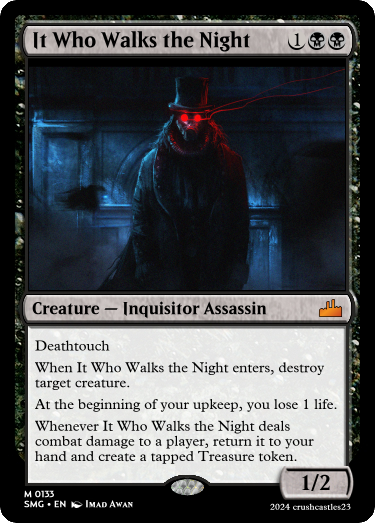 It Who Walks the Night 1
Creature — Inquisitor Assassin
Deathtouch
When It Who Walks the Night enters, destroy
target creature.
At the beginning of your upkeep, you lose 1 life.
Whenever It Who Walks the Night deals
combat damage to a player, return it to your
hand and create a tapped Treasure token.
1/2
M 0133
SMG • EN Imad Awan
2024 crushcastles23